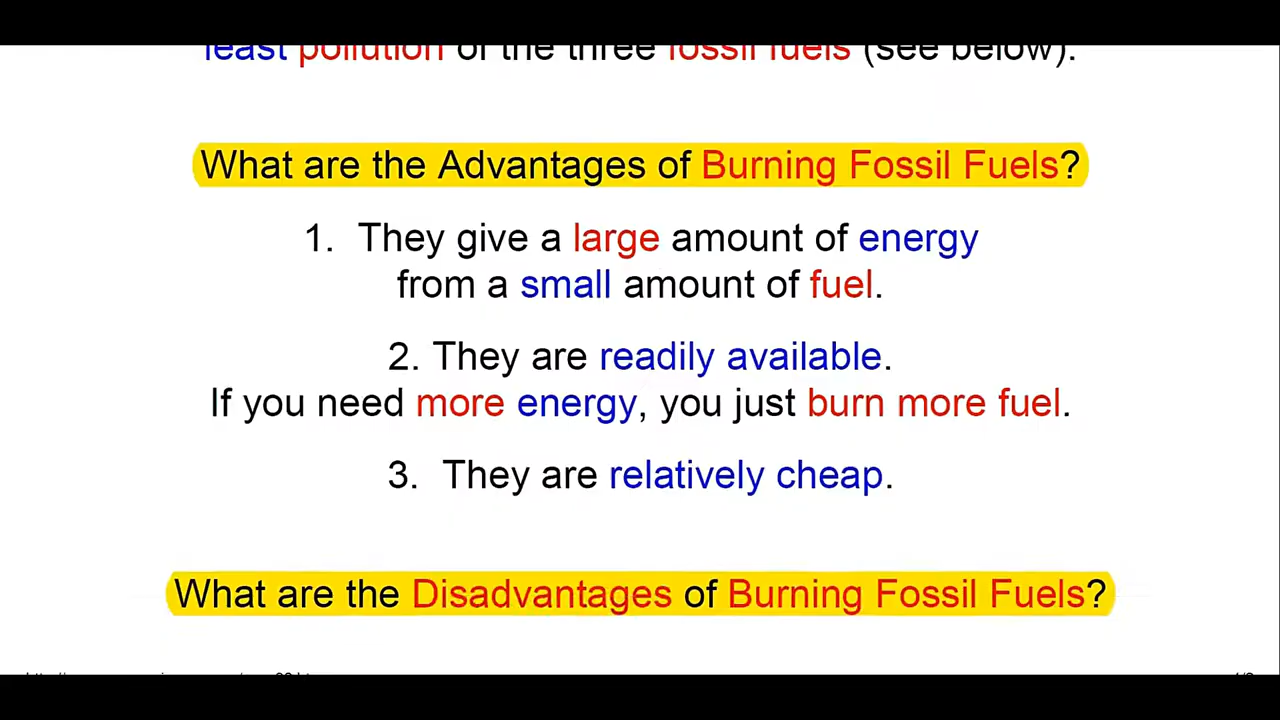 least pollution of the three fossil fuels (see below).
What are the Advantages of Burning Fossil Fuels?
1. They give a large amount of energy
from a small amount of fuel.
2. They are readily available.
If you need more energy, you just burn more fuel.
3. They are relatively cheap.
What are the Disadvantages of Burning Fossil Fuels?